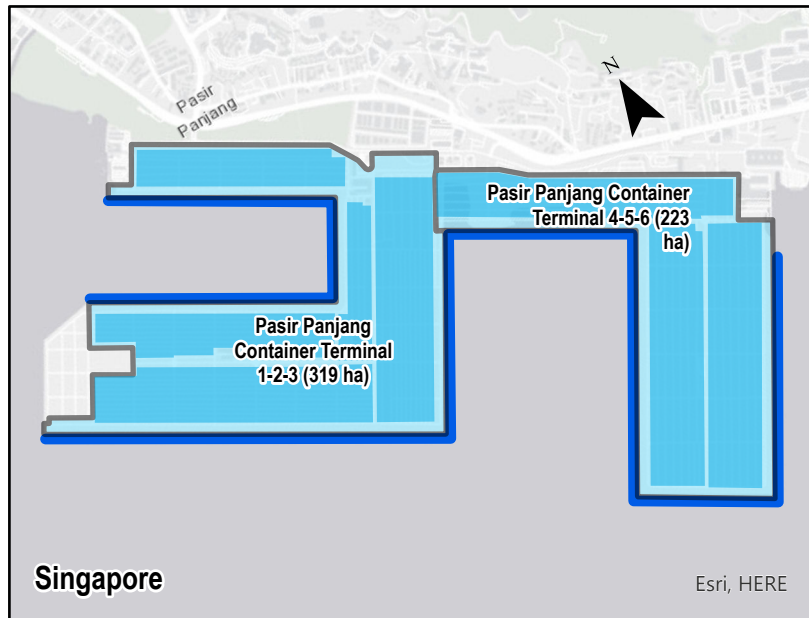 Pasir
Panjang
N
Pasir Panjang Container
Terminal 4-5-6 (223
ha)
Pasir Panjang
Container Terminal
1-2-3 (319 ha)
Singapore
Esri, HERE